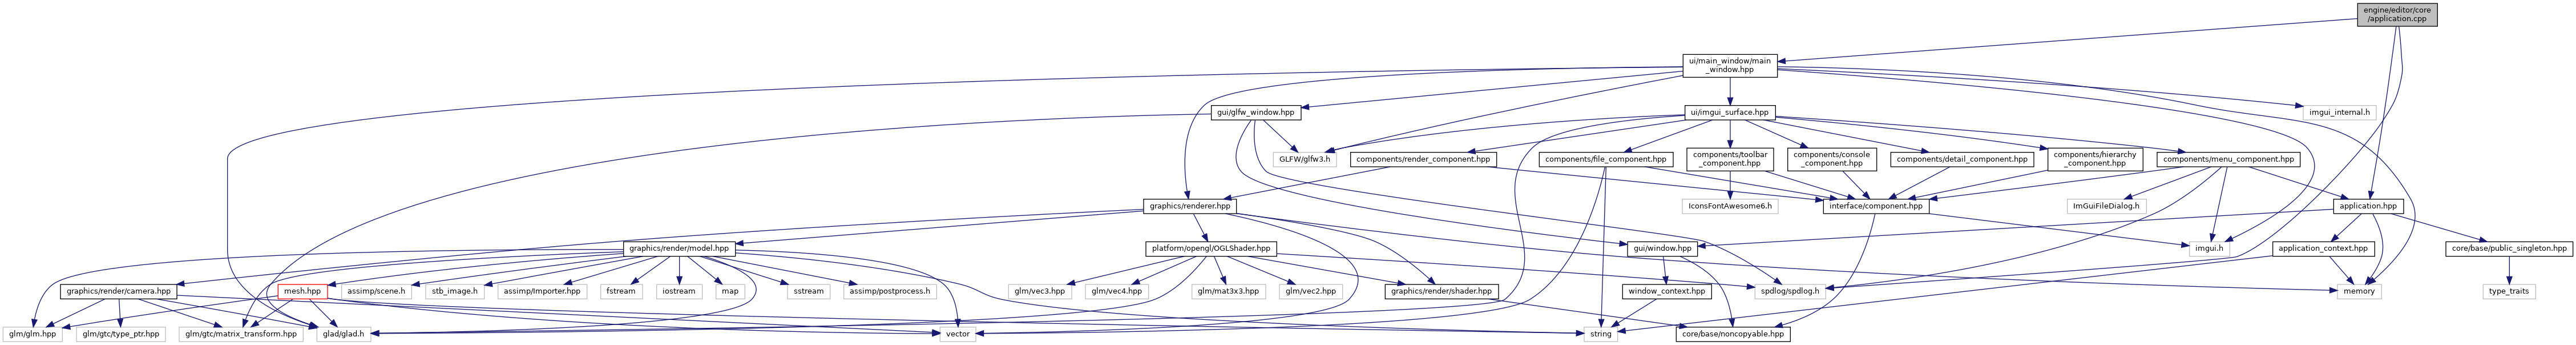 engine/editor/core
/application.cpp
ui/main_window/main
_window.hpp
gui/glfw_window.hpp
ui/imgui_surface.hpp
imgui_internal.h
GLFW/glfw3.h
components/render_component.hpp
components/file_component.hpp
components/toolbar
_component.hpp
components/console
_component.hpp
components/detail_component.hpp
components/hierarchy
_component.hpp
components/menu_component.hpp
graphics/renderer.hpp
IconsFontAwesome6.h
interface/component.hpp
ImGuiFileDialog.h
application.hpp
graphics/render/model.hpp
platform/opengl/OGLShader.hpp
gui/window.hpp
imgui.h
application_context.hpp
core/base/public_singleton.hpp
graphics/render/camera.hpp
mesh.hpp
assimp/scene.h
stb_image.h
assimp/Importer.hpp
fstream
iostream
map
sstream
assimp/postprocess.h
glm/vec3.hpp
glm/vec4.hpp
glm/mat3x3.hpp
glm/vec2.hpp
graphics/render/shader.hpp
window_context.hpp
spdlog/spdlog.h
memory
type_traits
glm/glm.hpp
glm/gtc/type_ptr.hpp
glm/gtc/matrix_transform.hpp
glad/glad.h
vector
string
core/base/noncopyable.hpp